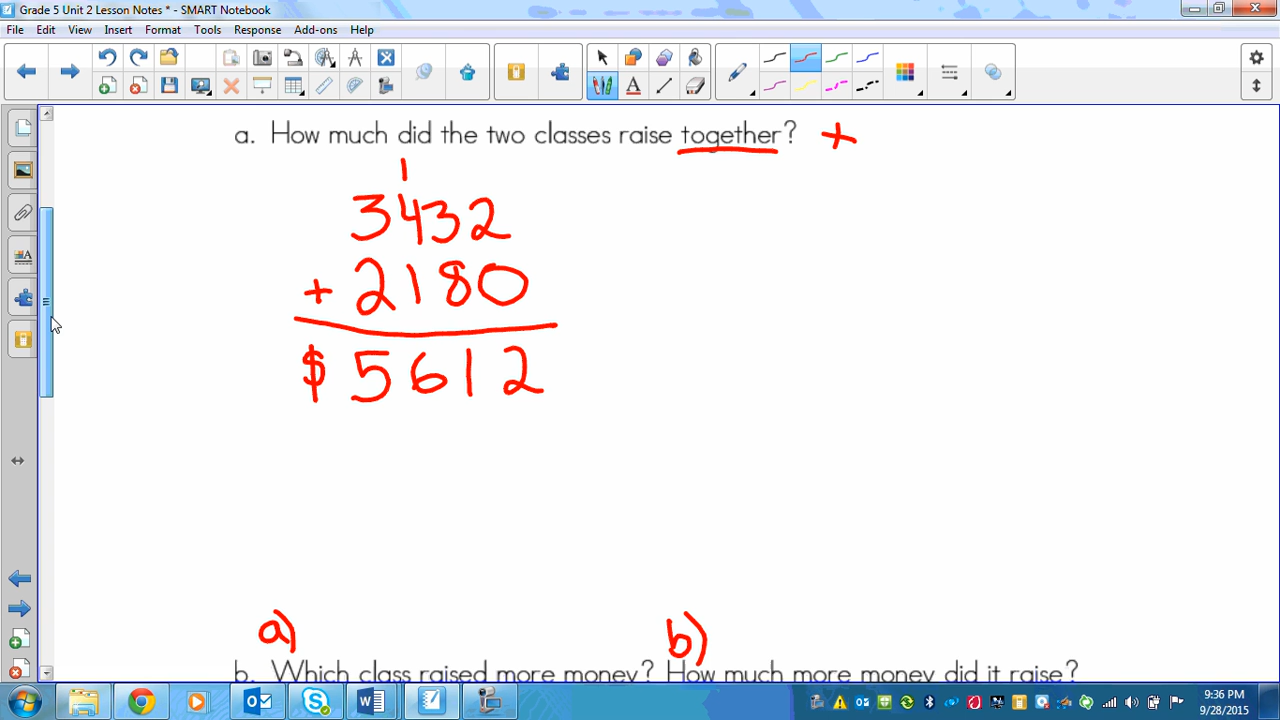 Grade 5 Unit 2 Lesson Notes * - SMART Notebook
File Edit View Insert Format Tools Response Add-ons Help
a. How much did the two classes raise together? +
1
3432
+ 2180
$ 5612
a) b)
b. Which class raised more money? How much more money did it raise?
9:36 PM
9/28/2015